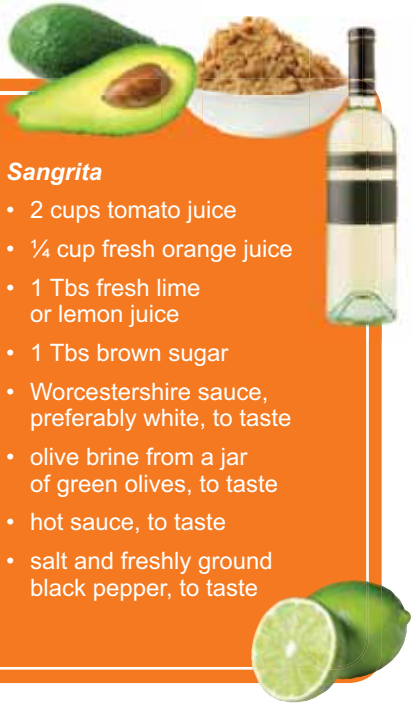 Sangrita
• 2 cups tomato juice
• ¼ cup fresh orange juice
• 1 Tbs fresh lime
or lemon juice
• 1 Tbs brown sugar
• Worcestershire sauce,
preferably white, to taste
• olive brine from a jar
of green olives, to taste
• hot sauce, to taste
• salt and freshly ground
black pepper, to taste